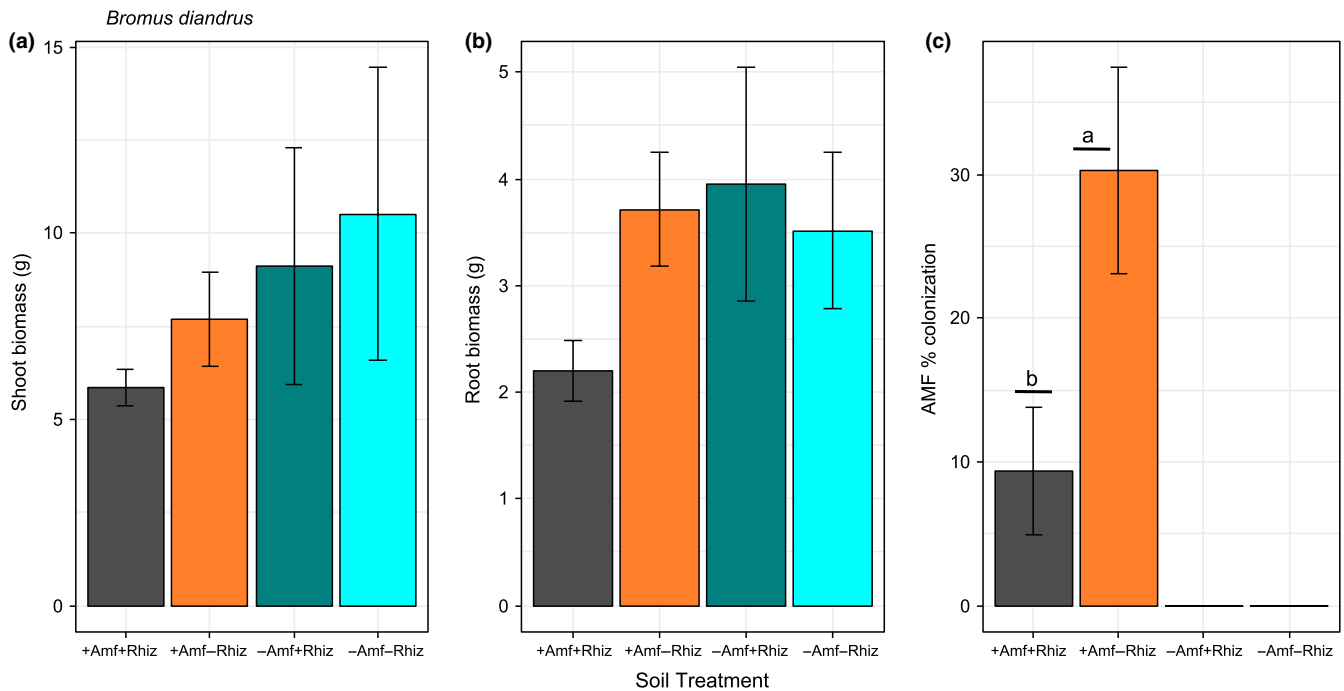 Bromus diandrus
(a)
Shoot biomass (g)
15
10
5
0
+Amf+Rhiz +Amf–Rhiz –Amf+Rhiz –Amf–Rhiz
(b)
Root biomass (g)
5
4
3
2
1
0
+Amf+Rhiz +Amf–Rhiz –Amf+Rhiz –Amf–Rhiz
Soil Treatment
(c)
AMF % colonization
30
20
10
0
b
a
+Amf+Rhiz +Amf–Rhiz –Amf+Rhiz –Amf–Rhiz